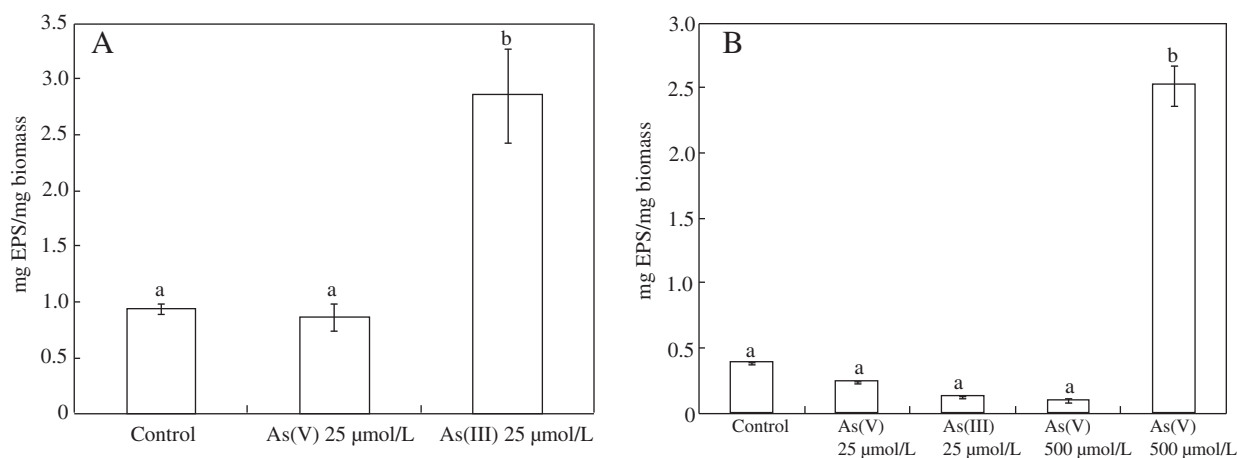 A
mg EPS/mg biomass
3.5
3.0
2.5
2.0
1.5
1.0
0.5
0
a
a
b
Control
As(V) 25 μmol/L
As(III) 25 μmol/L
B
mg EPS/mg biomass
3.0
2.5
2.0
1.5
1.0
0.5
0
a
a
a
a
b
Control
As(V)
25 μmol/L
As(III)
25 μmol/L
As(V)
500 μmol/L
As(V)
500 μmol/L